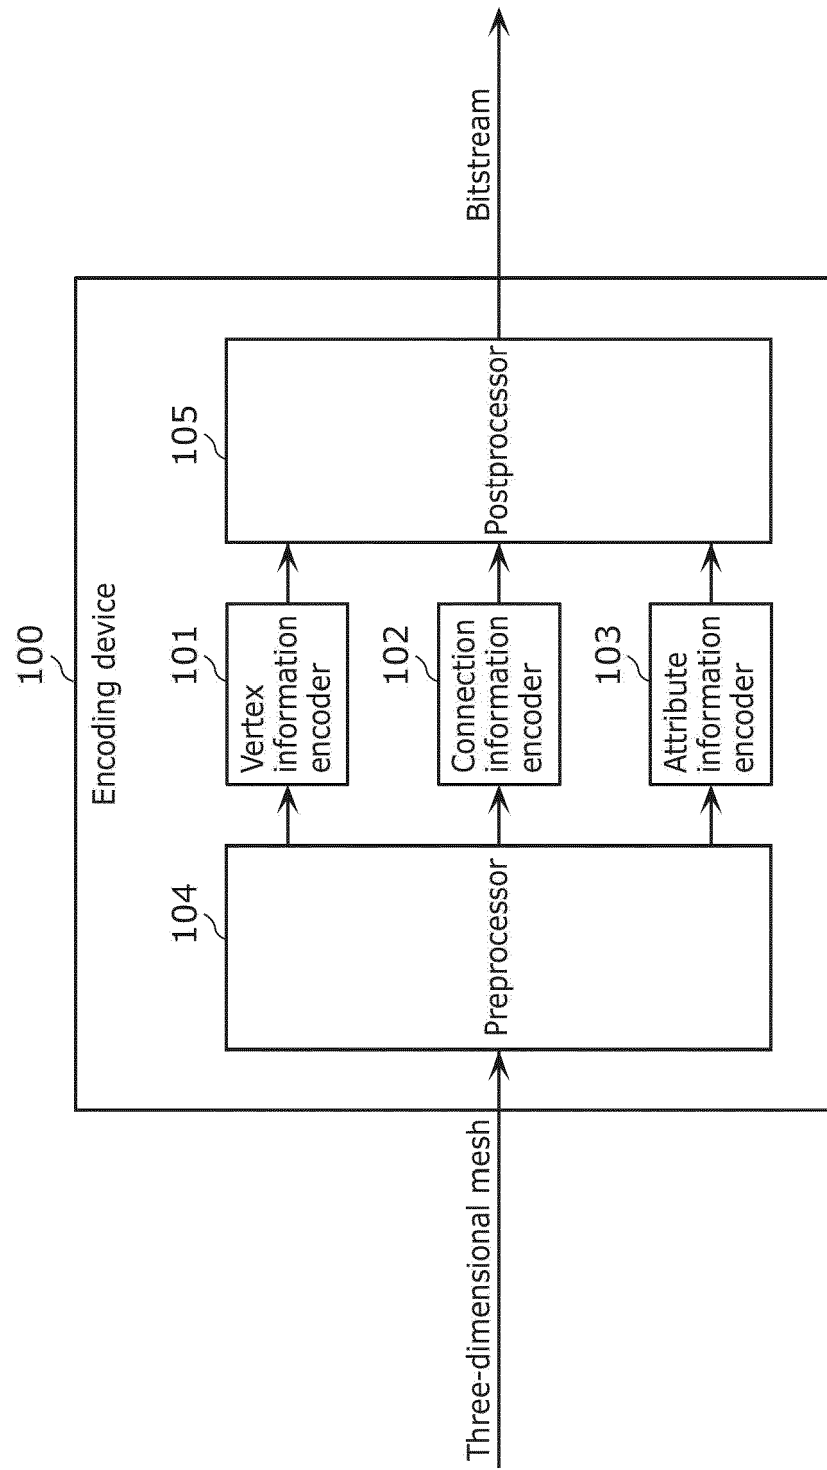 100
Encoding device
Three-dimensional mesh
104
Preprocessor
101
Vertex
information
encoder
102
Connection
information
encoder
103
Attribute
information
encoder
105
Postprocessor
Bitstream